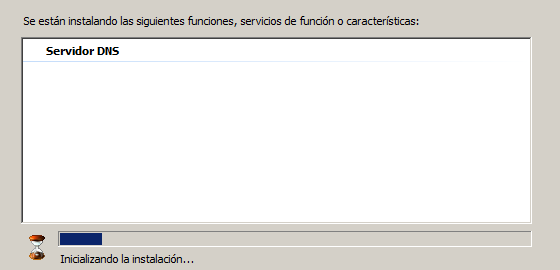 Se están instalando las siguientes funciones, servicios de función o características:
Servidor DNS
Inicializando la instalación...